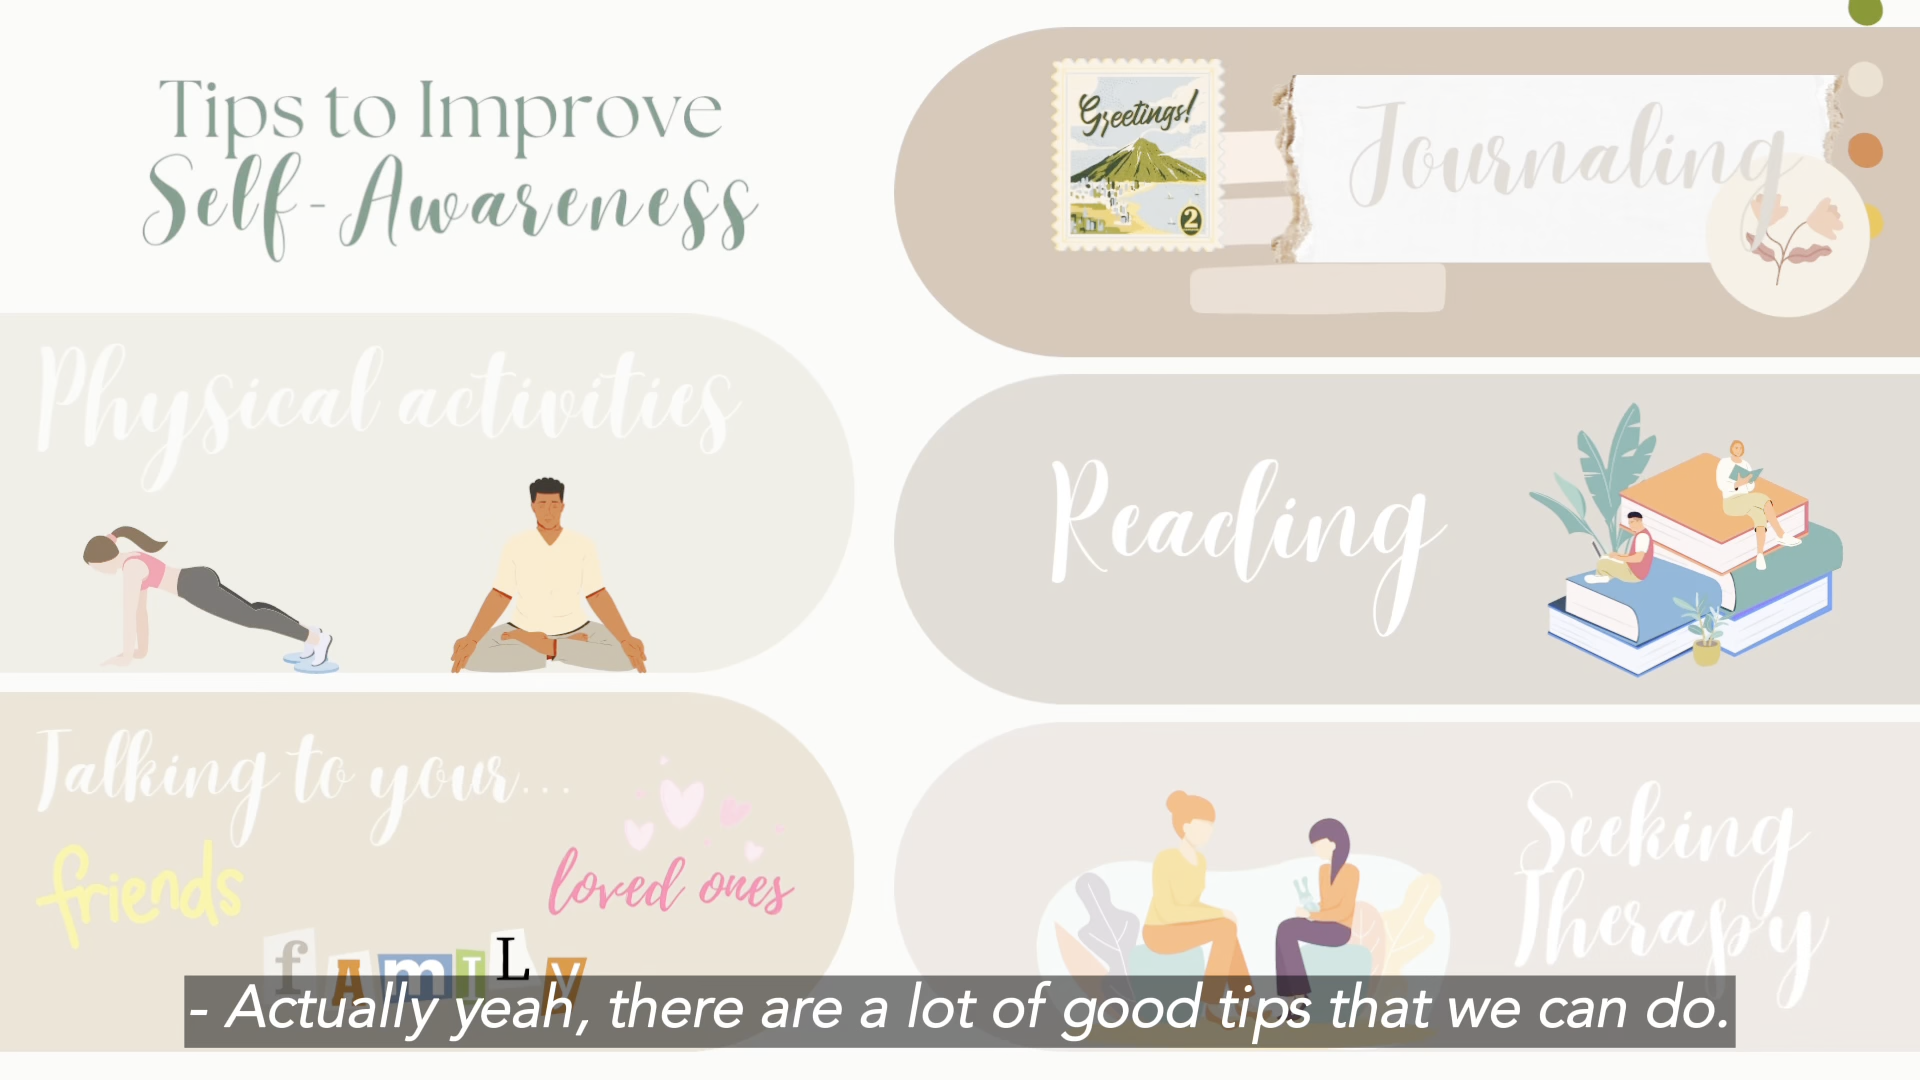 Tips to Improve
Self-Awareness
Greetings!
2
Journaling
Physical activities
Reading
Talking to your...
friends
loved ones
fAmILy
Seeking
Therapy
- Actually yeah, there are a lot of good tips that we can do.